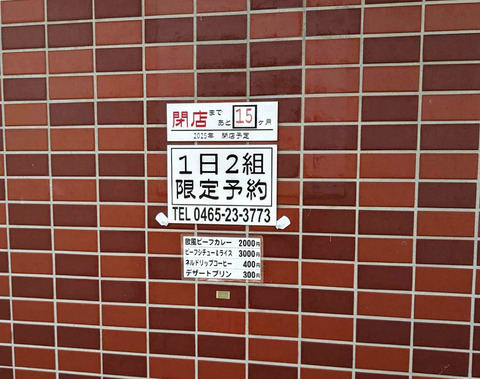 閉店まで あと 15ヶ月
2025年 閉店予定
1日2組
限定予約
TEL 0465-23-3773
欧風ビーフカレー 2000円
ビーフシチュー&ライス 3000円
ネルドリップコーヒー 400円
デザートプリン 300円